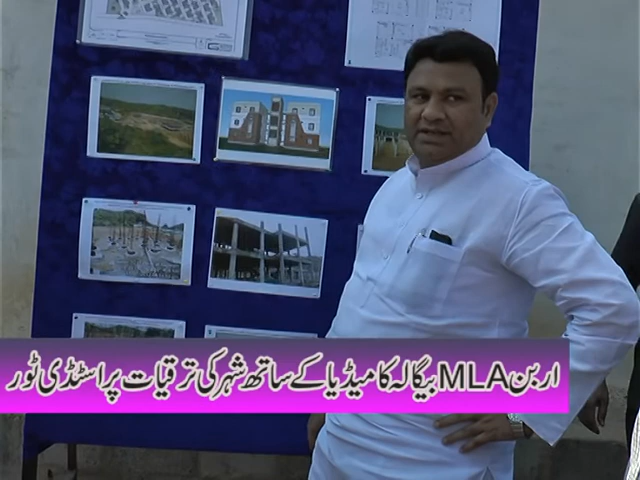 اربن MLA بیگالہ کا میڈیا کے ساتھ شہر کی ترقیات پر اسٹڈی ٹور